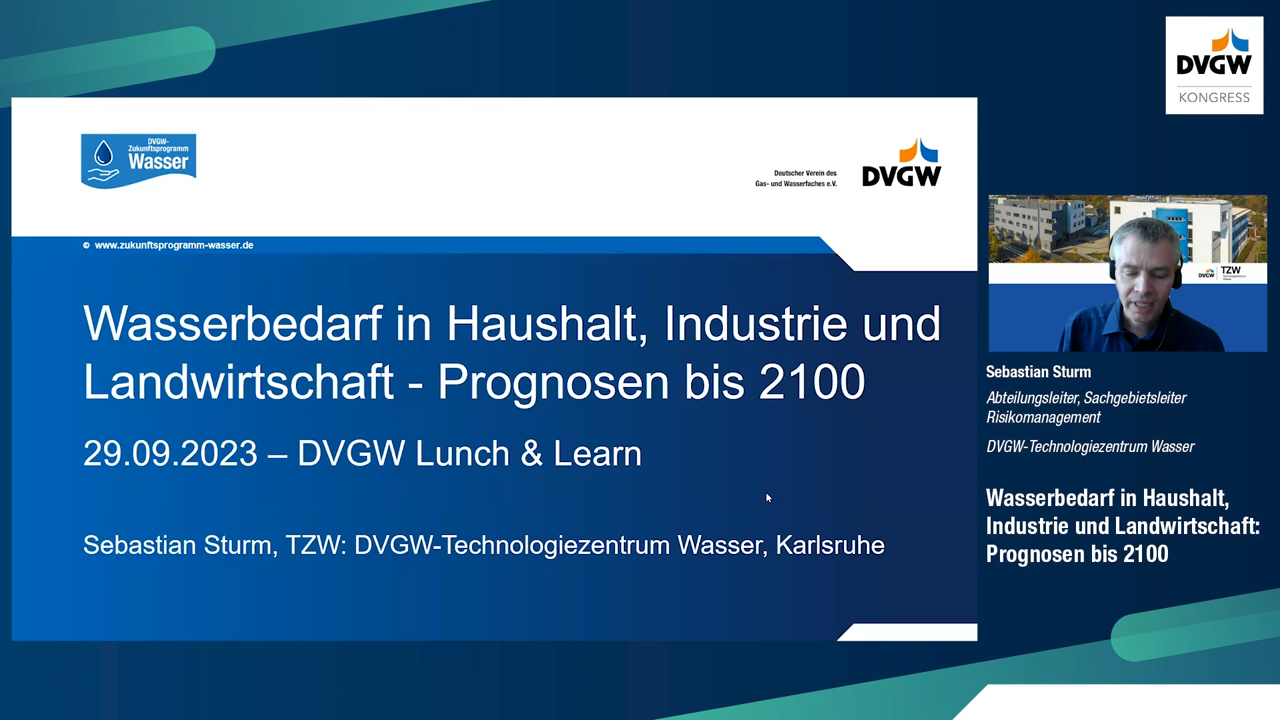 DVGW
KONGRESS
DVGW-
Zukunftsprogramm
Wasser
Deutscher Verein des
Gas- und Wasserfaches e.V.
DVGW
© www.zukunftsprogramm-wasser.de
Wasserbedarf in Haushalt, Industrie und
Landwirtschaft - Prognosen bis 2100
29.09.2023 – DVGW Lunch & Learn
Sebastian Sturm, TZW: DVGW-Technologiezentrum Wasser, Karlsruhe
DVGW TZW
Sebastian Sturm
Abteilungsleiter, Sachgebietsleiter
Risikomanagement
DVGW-Technologiezentrum Wasser
Wasserbedarf in Haushalt,
Industrie und Landwirtschaft:
Prognosen bis 2100